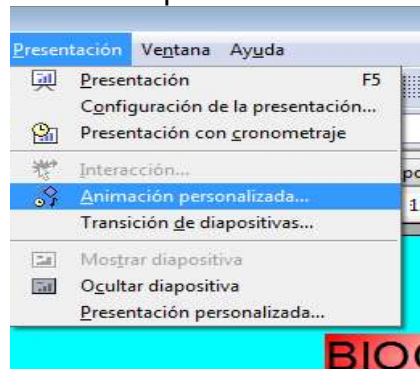 Presentación Ventana Ayuda
Presentación F5
Configuración de la presentación...
Presentación con cronometraje
Interacción...
Animación personalizada...
Transición de diapositivas...
Mostrar diapositiva
Ocultar diapositiva
Presentación personalizada...
1